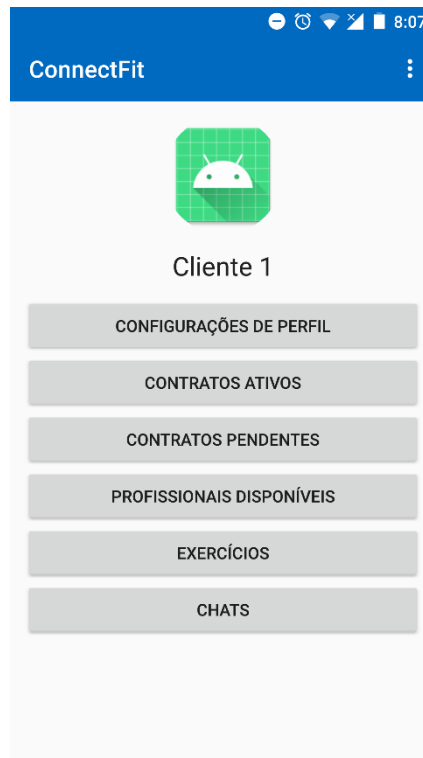 8:07
ConnectFit
Cliente 1
CONFIGURAÇÕES DE PERFIL
CONTRATOS ATIVOS
CONTRATOS PENDENTES
PROFISSIONAIS DISPONÍVEIS
EXERCÍCIOS
CHATS